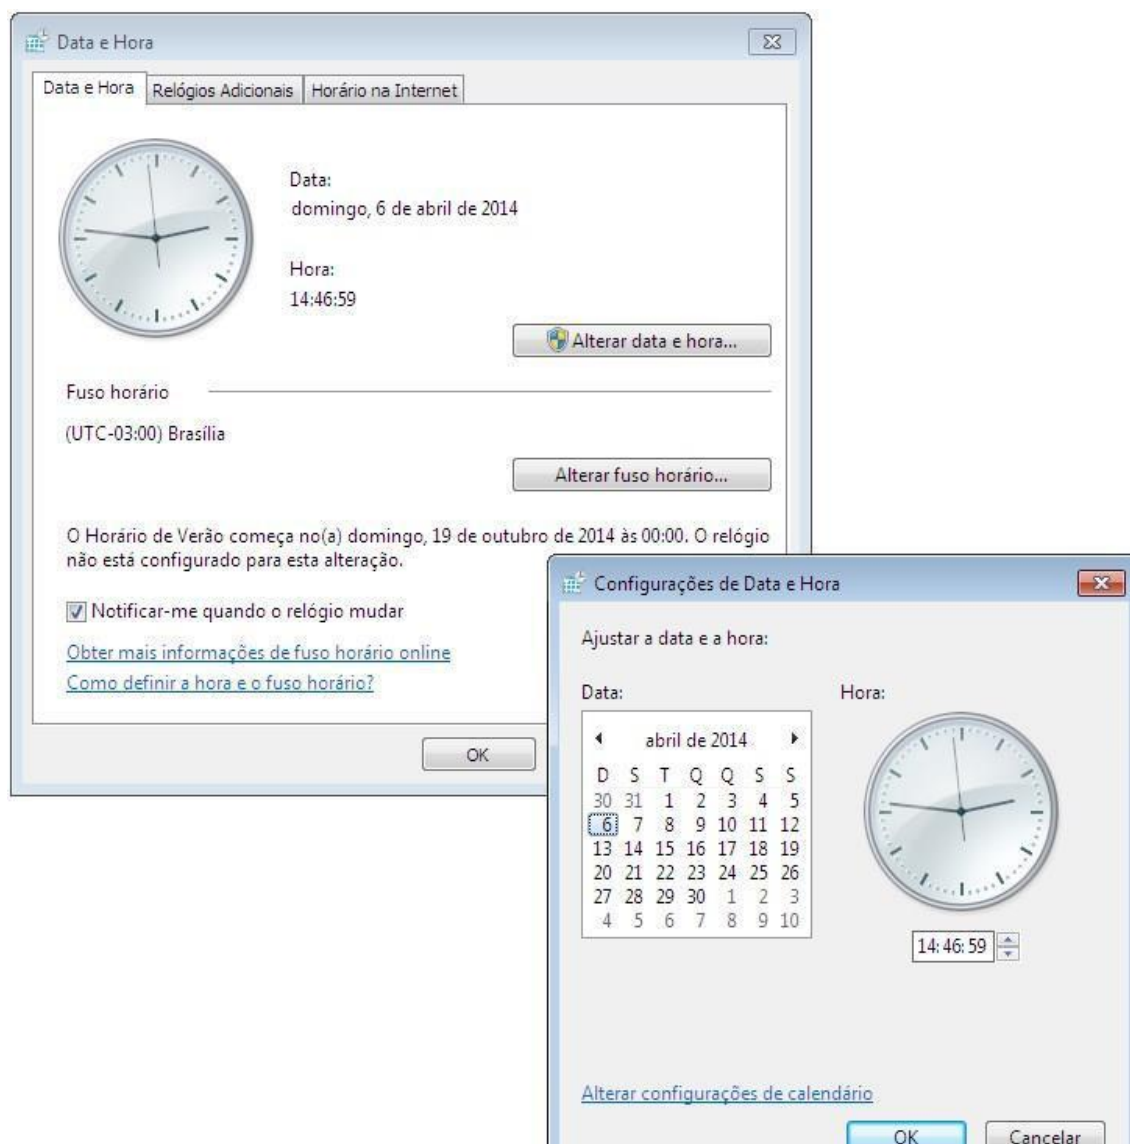 Data e Hora
Data e Hora
Relógios Adicionais
Horário na Internet
Data:
domingo, 6 de abril de 2014
Hora:
14:46:59
Alterar data e hora...
Fuso horário
(UTC-03:00) Brasília
Alterar fuso horário...
O Horário de Verão começa no(a) domingo, 19 de outubro de 2014 às 00:00. O relógio
não está configurado para esta alteração.
Notificar-me quando o relógio mudar
Obter mais informações de fuso horário online
Como definir a hora e o fuso horário?
OK
Configurações de Data e Hora
Ajustar a data e a hora:
Data:
Hora:
abril de 2014
D S T Q Q S S
30 31 1 2 3 4 5
6 7 8 9 10 11 12
13 14 15 16 17 18 19
20 21 22 23 24 25 26
27 28 29 30 1 2 3
4 5 6 7 8 9 10
14:46:59
Alterar configurações de calendário
OK
Cancelar